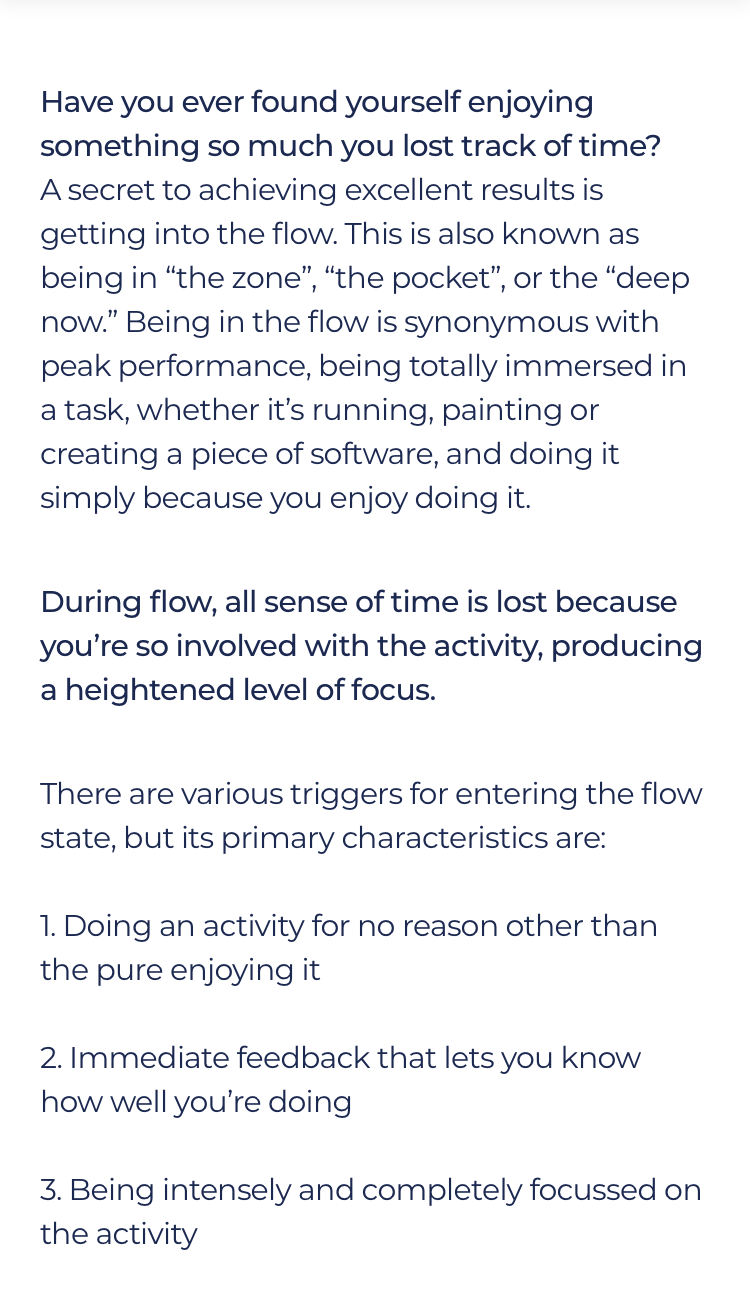 Have you ever found yourself enjoying
something so much you lost track of time?
A secret to achieving excellent results is
getting into the flow. This is also known as
being in “the zone”, “the pocket”, or the “deep
now.” Being in the flow is synonymous with
peak performance, being totally immersed in
a task, whether it’s running, painting or
creating a piece of software, and doing it
simply because you enjoy doing it.
During flow, all sense of time is lost because
you’re so involved with the activity, producing
a heightened level of focus.
There are various triggers for entering the flow
state, but its primary characteristics are:
1. Doing an activity for no reason other than
the pure enjoying it
2. Immediate feedback that lets you know
how well you’re doing
3. Being intensely and completely focussed on
the activity